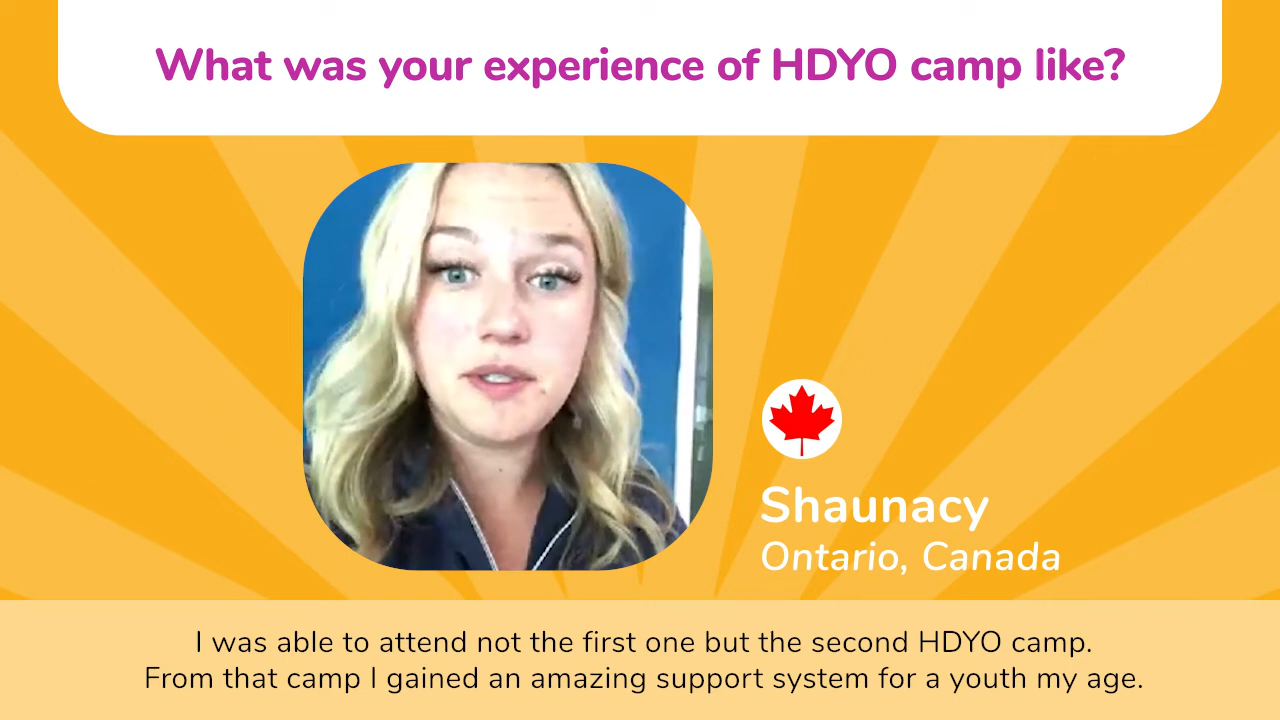 What was your experience of HDYO camp like?
Shaunacy
Ontario, Canada
I was able to attend not the first one but the second HDYO camp.
From that camp I gained an amazing support system for a youth my age.